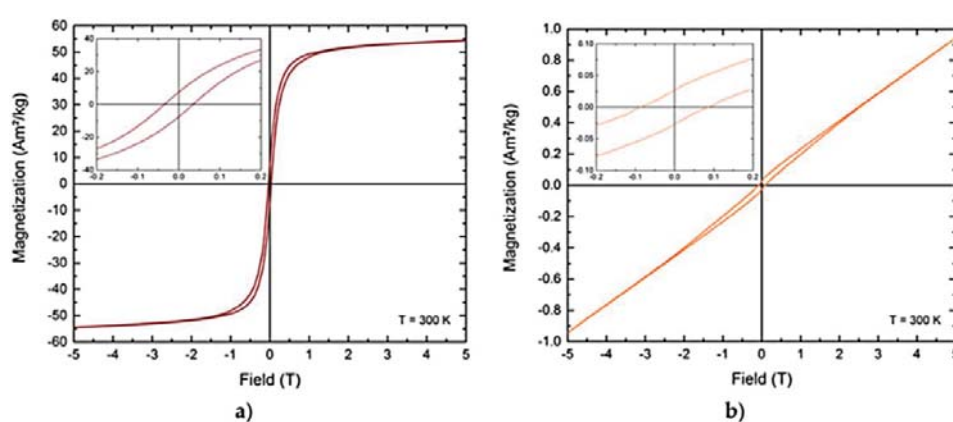 60
50
40
30
20
10
0
-10
-20
-30
-40
-50
-60
Magnetization (Am²/kg)
40
20
0
-20
-40
-0.2 -0.1 0.0 0.1 0.2
T = 300 K
-5 -4 -3 -2 -1 0 1 2 3 4 5
Field (T)
a)
1.0
0.8
0.6
0.4
0.2
0.0
-0.2
-0.4
-0.6
-0.8
-1.0
Magnetization (Am²/kg)
0.10
0.05
0.00
-0.05
-0.10
-0.2 -0.1 0.0 0.1 0.2
T = 300 K
-5 -4 -3 -2 -1 0 1 2 3 4 5
Field (T)
b)